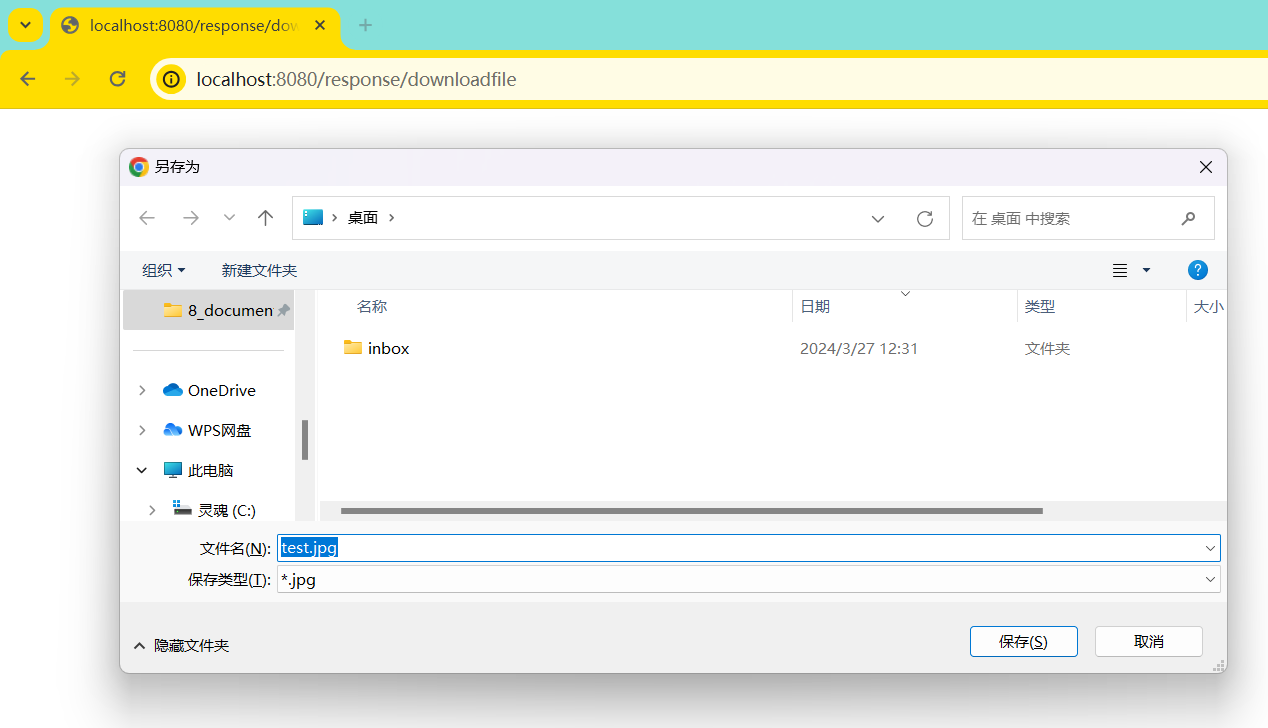 localhost:8080/response/dow
localhost:8080/response/downloadfile
另存为
桌面
在 桌面 中搜索
组织
新建文件夹
8_documen
名称
日期
类型
大小
inbox
2024/3/27 12:31
文件夹
OneDrive
WPS网盘
此电脑
灵魂 (C:)
文件名(N):
test.jpg
保存类型(T):
*.jpg
隐藏文件夹
保存(S)
取消